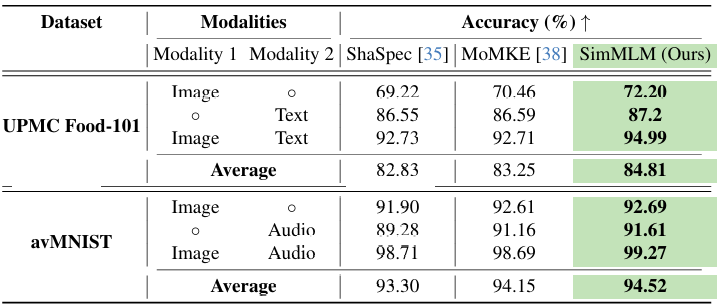 Dataset Modalities Accuracy (%) ↑
Modality 1 Modality 2 ShaSpec [35] MoMKE [38] SimMLM (Ours)
Image ○ 69.22 70.46 72.20
○ Text 86.55 86.59 87.2
UPMC Food-101
Image Text 92.73 92.71 94.99
Average 82.83 83.25 84.81
Image ○ 91.90 92.61 92.69
○ Audio 89.28 91.16 91.61
avMNIST
Image Audio 98.71 98.69 99.27
Average 93.30 94.15 94.52